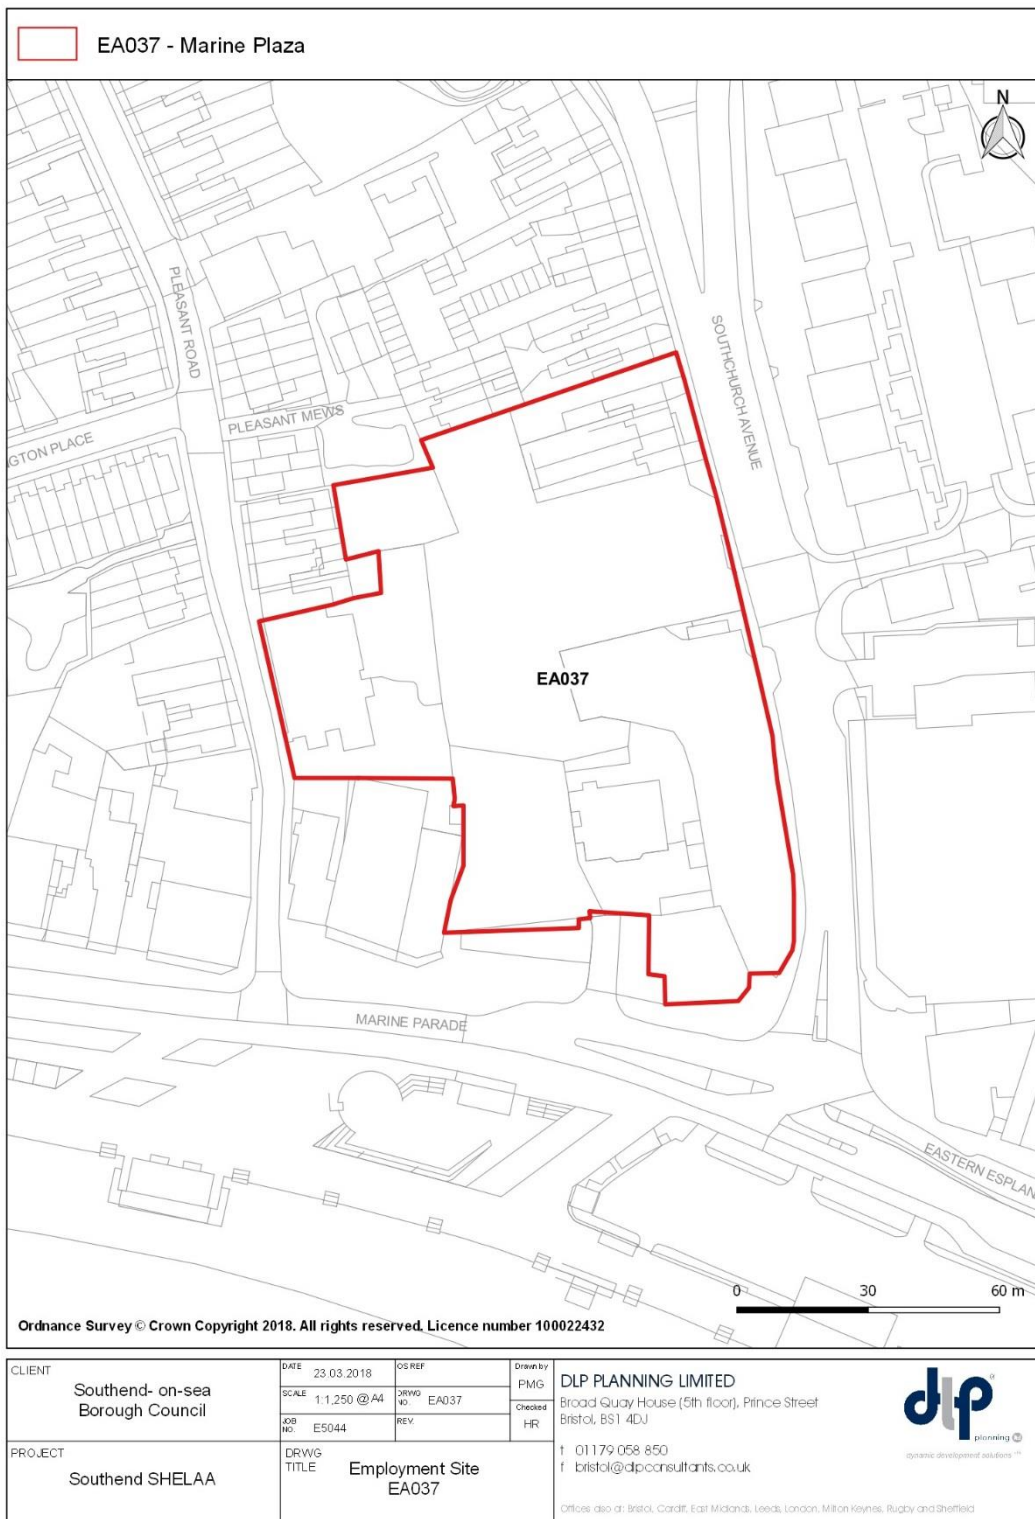 EA037 - Marine Plaza
N
PLEASANT ROAD
SOUTHCHURCH AVENUE
PLEASANT MEWS
GTON PLACE
EA037
MARINE PARADE
EASTERN ESPLAN
0 30 60 m
Ordnance Survey © Crown Copyright 2018. All rights reserved. Licence number 100022432
CLIENT
Southend- on-sea
Borough Council
DATE 23.03.2018
OS REF
SCALE 1:1,250 @ A4
DRWG NO. EA037
JOB NO. E5044
REV.
Drawn by
PMG
Checked
HR
PROJECT
Southend SHELAA
DRWG
TITLE
Employment Site
EA037
DLP PLANNING LIMITED
Broad Quay House (5th floor), Prince Street
Bristol, BS1 4DJ
t 01179 058 850
f bristol@dlpconsultants.co.uk
Offices also at: Bristol, Cardiff, East Midlands, Leeds, London, Milton Keynes, Rugby and Sheffield
dlp
planning ltd
dynamic development solutions ™